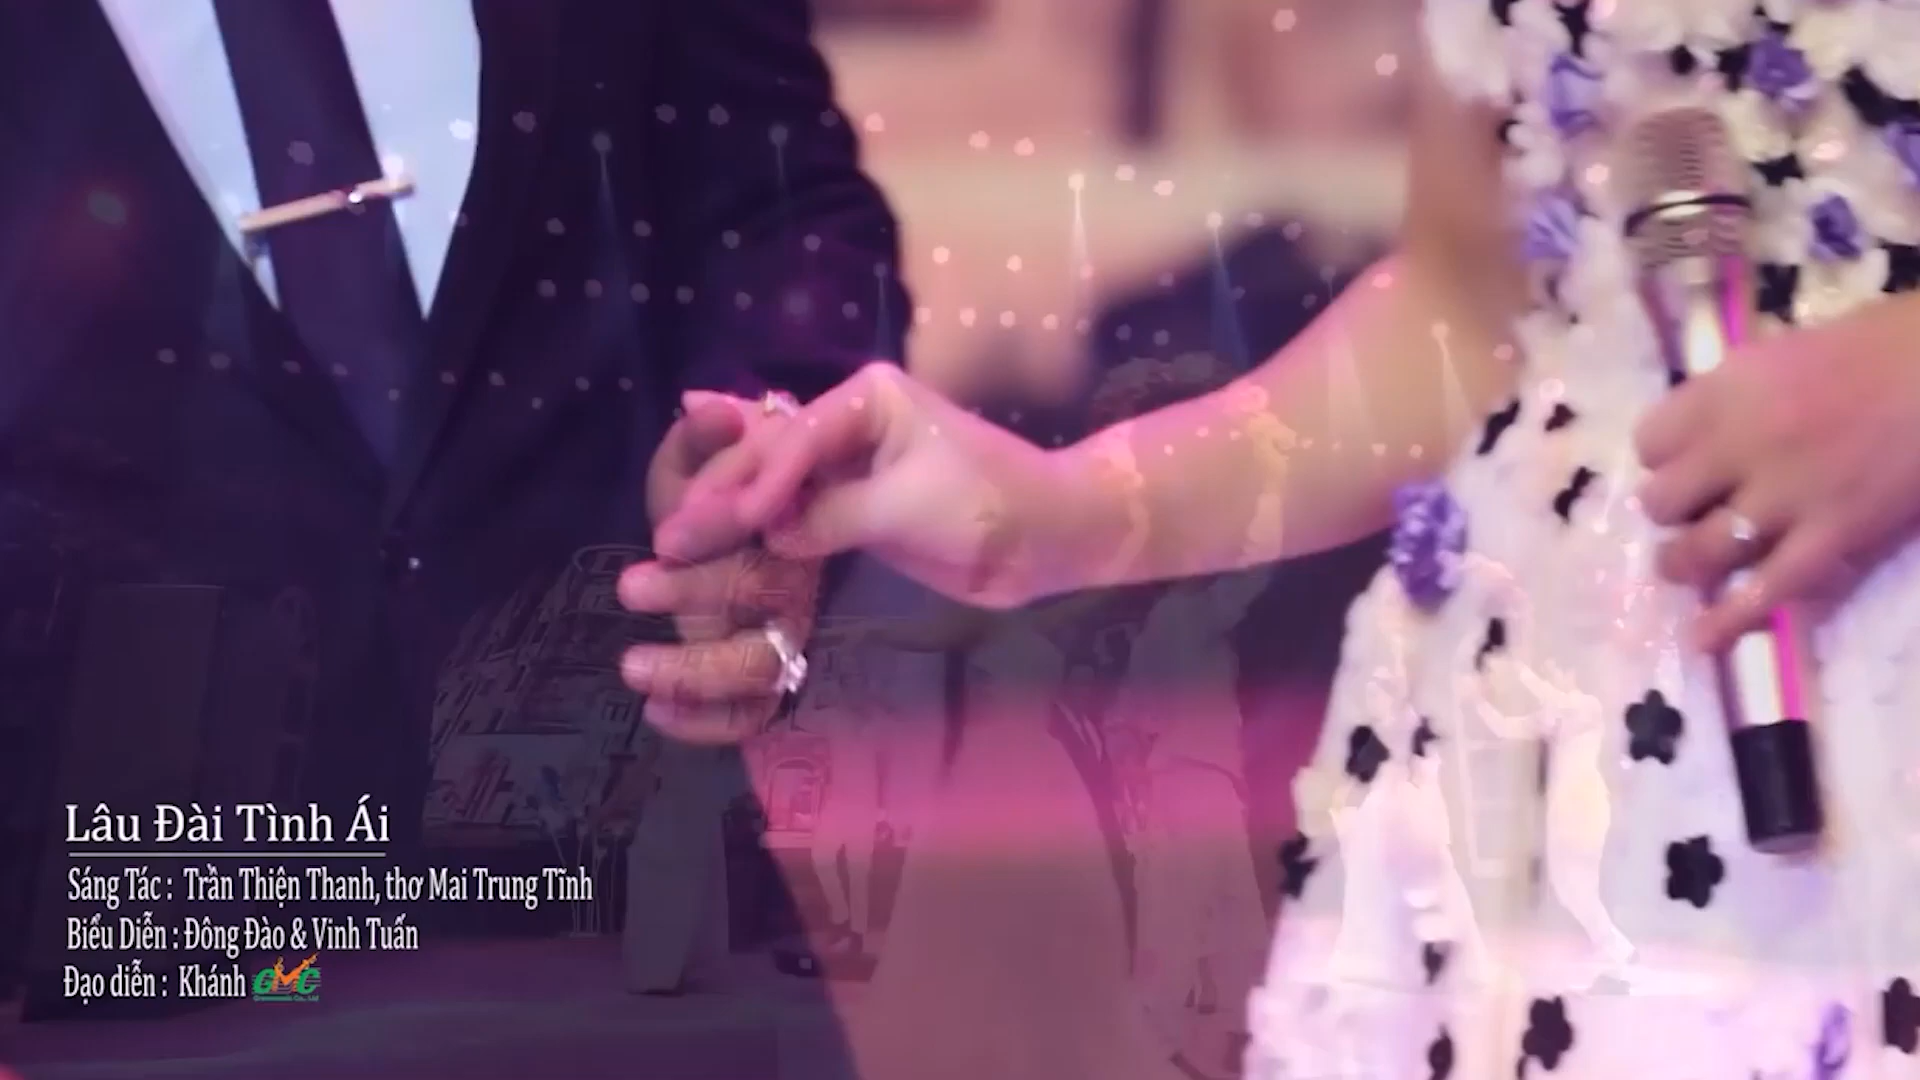 Lâu Đài Tình Ái
Sáng Tác : Trần Thiện Thanh, thơ Mai Trung Tĩnh
Biểu Diễn : Đông Đào & Vinh Tuấn
Đạo diễn : Khánh GMC